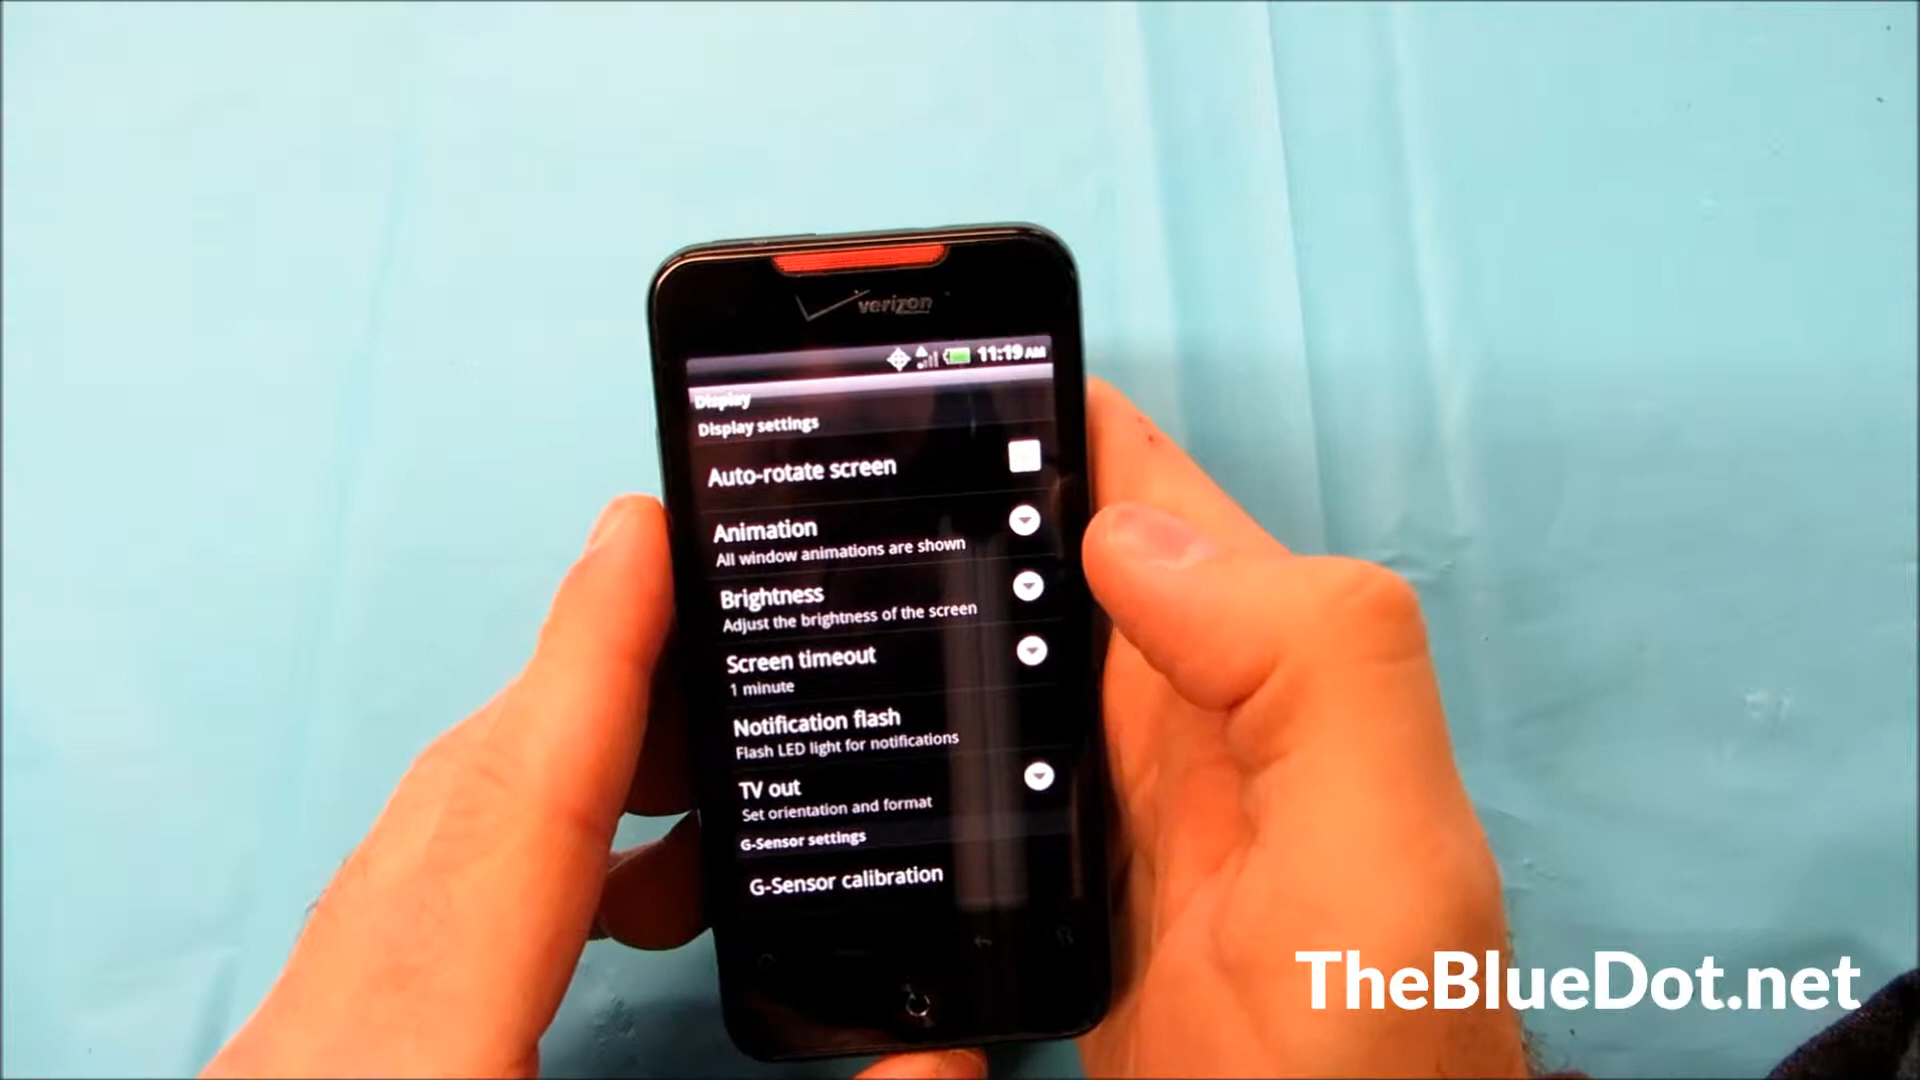 verizon
11:19 AM
Display
Display settings
Auto-rotate screen
Animation
All window animations are shown
Brightness
Adjust the brightness of the screen
Screen timeout
1 minute
Notification flash
Flash LED light for notifications
TV out
Set orientation and format
G-Sensor settings
G-Sensor calibration
TheBlueDot.net